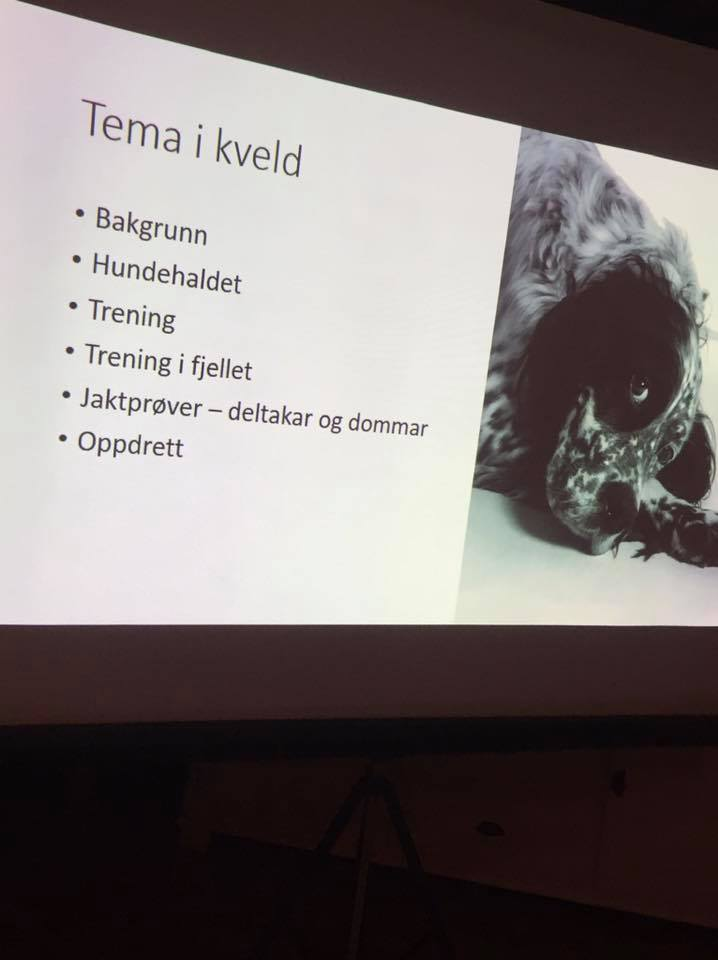 Tema i kveld
• Bakgrunn
• Hundehaldet
• Trening
• Trening i fjellet
• Jaktprøver – deltakar og dommar
• Oppdrett